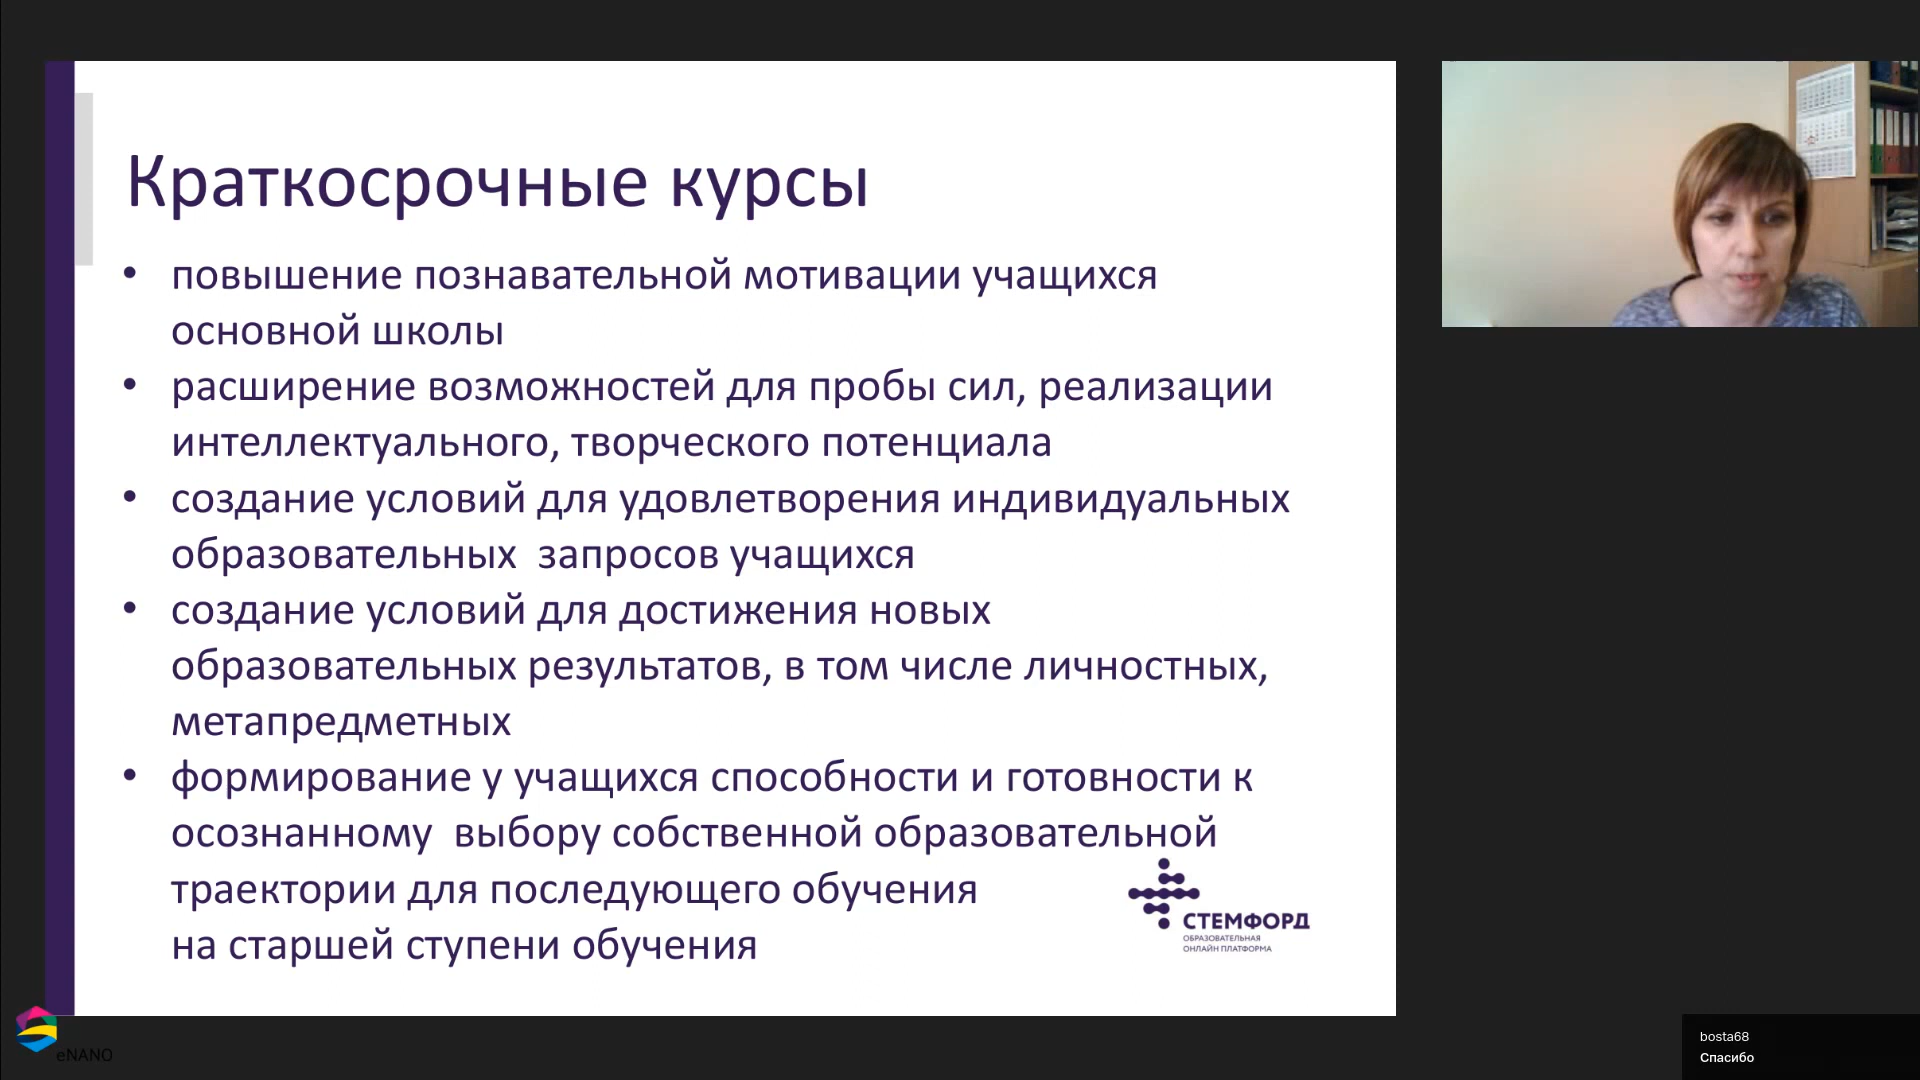 Краткосрочные курсы
• повышение познавательной мотивации учащихся
основной школы
• расширение возможностей для пробы сил, реализации
интеллектуального, творческого потенциала
• создание условий для удовлетворения индивидуальных
образовательных запросов учащихся
• создание условий для достижения новых
образовательных результатов, в том числе личностных,
метапредметных
• формирование у учащихся способности и готовности к
осознанному выбору собственной образовательной
траектории для последующего обучения
на старшей ступени обучения
СТЕМФОРД
ОБРАЗОВАТЕЛЬНАЯ
ОНЛАЙН ПЛАТФОРМА
eNANO
bosta68
Спасибо